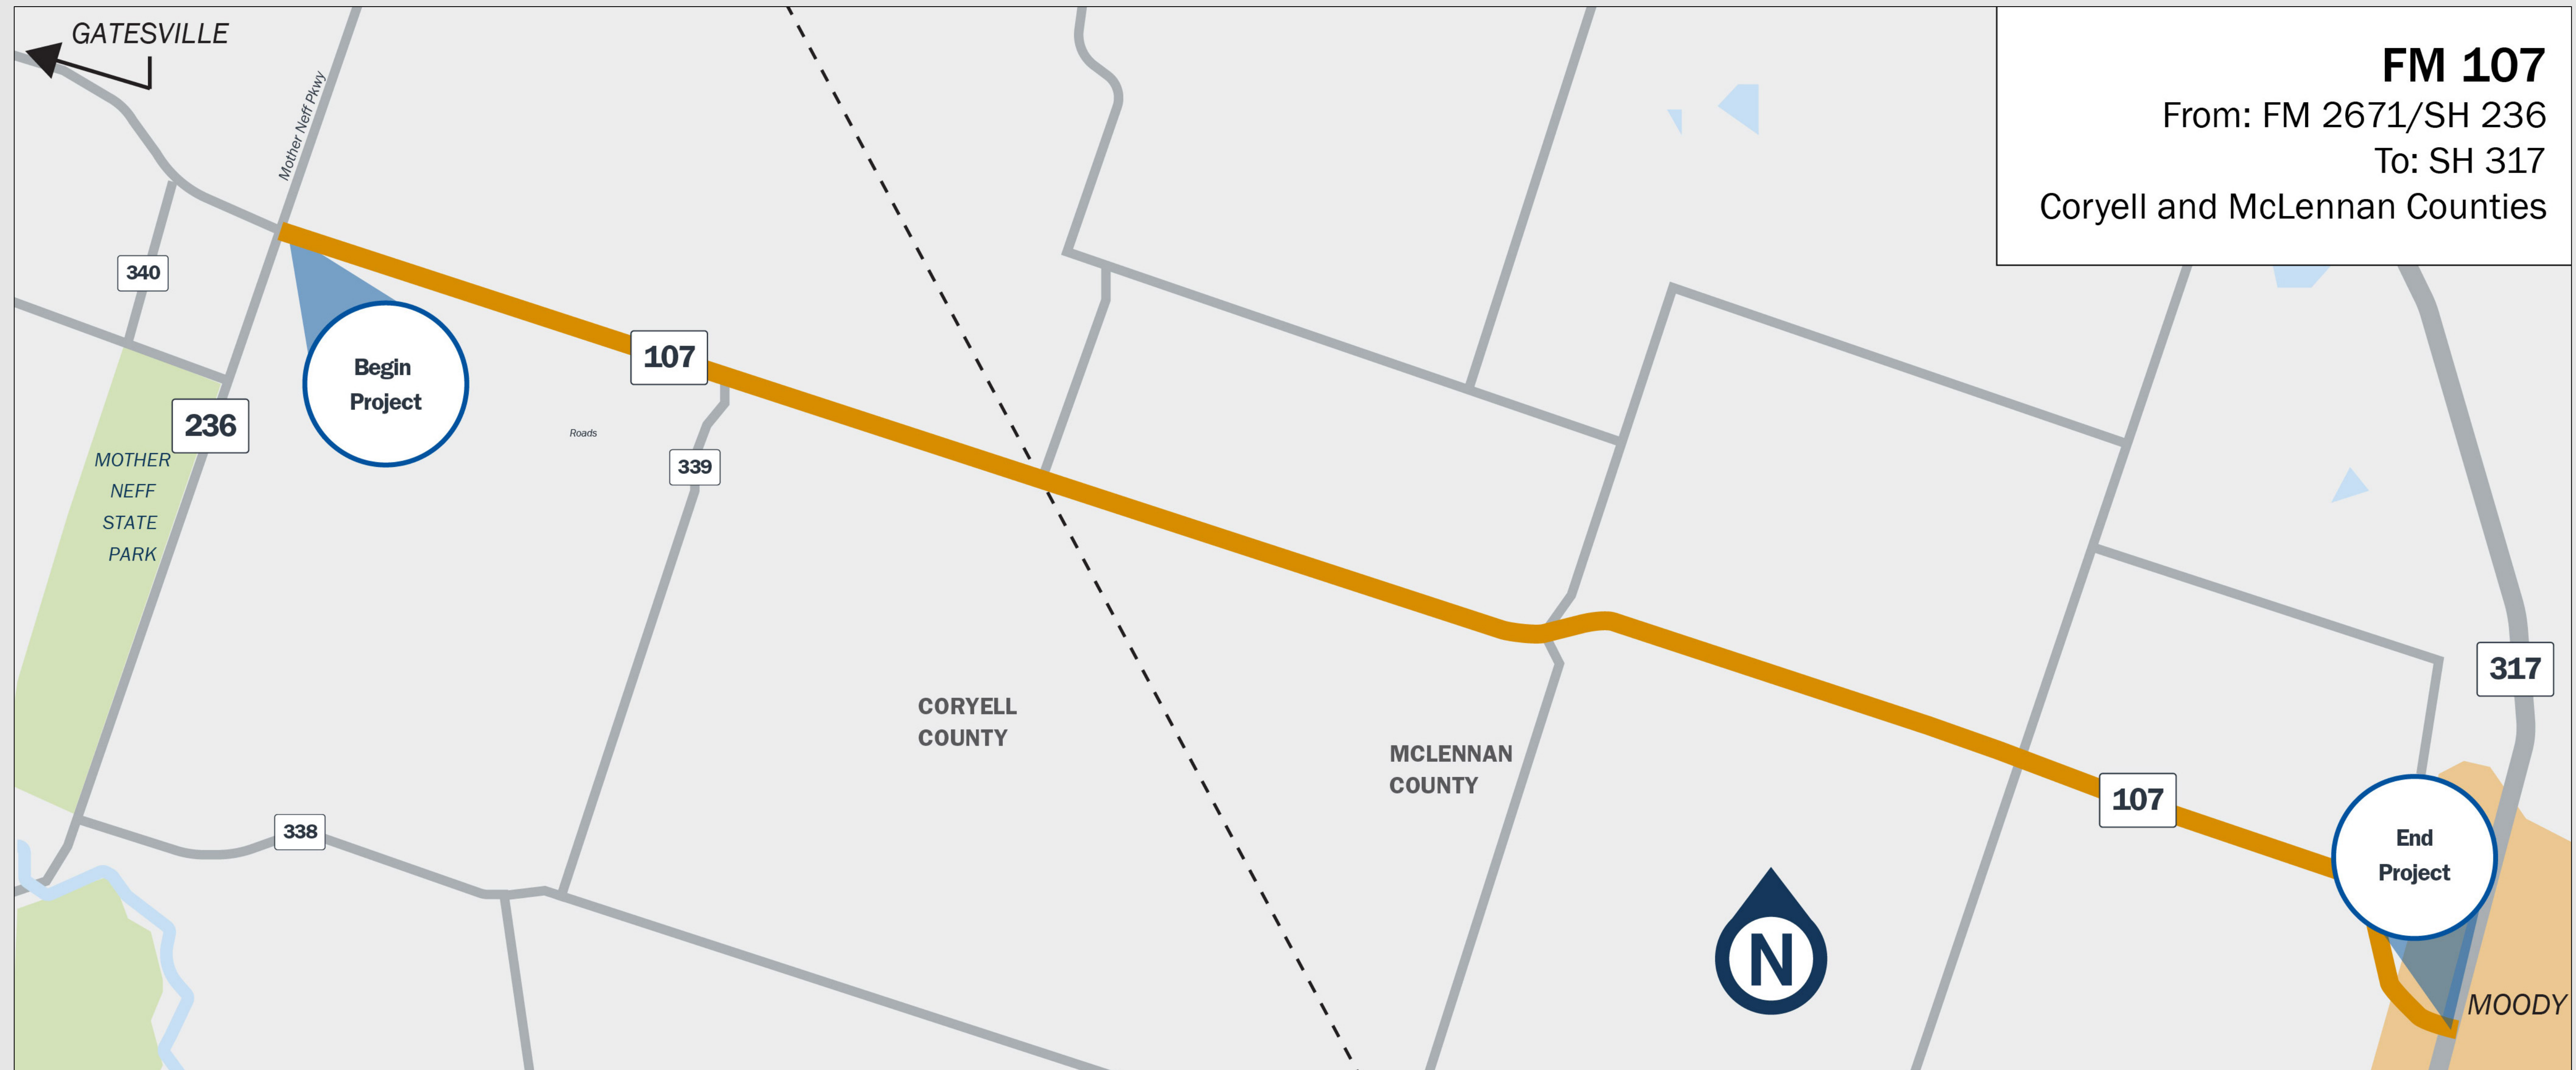 GATESVILLE
Mother Neff Pkwy
FM 107
From: FM 2671/SH 236
To: SH 317
Coryell and McLennan Counties
340
Begin
Project
107
236
Roads
339
MOTHER
NEFF
STATE
PARK
317
CORYELL
COUNTY
MCLENNAN
COUNTY
107
338
End
Project
N
MOODY